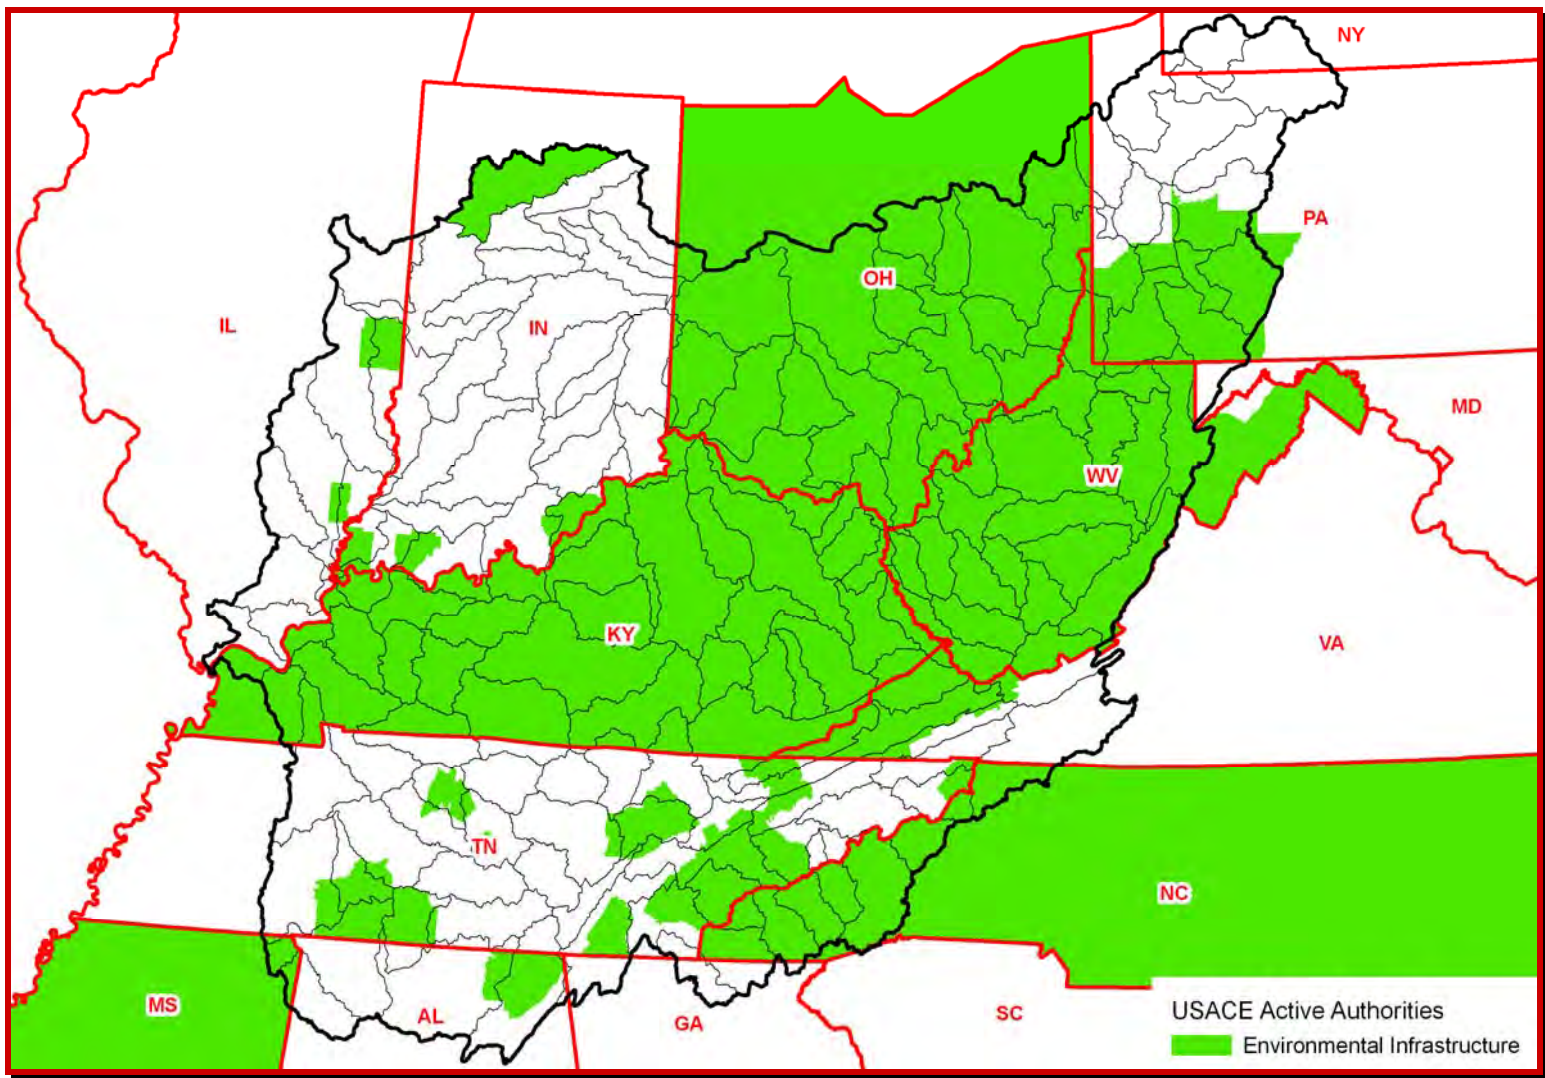 NY
PA
OH
IL
IN
MD
WV
KY
VA
TN
NC
MS
AL
GA
SC
USACE Active Authorities
Environmental Infrastructure